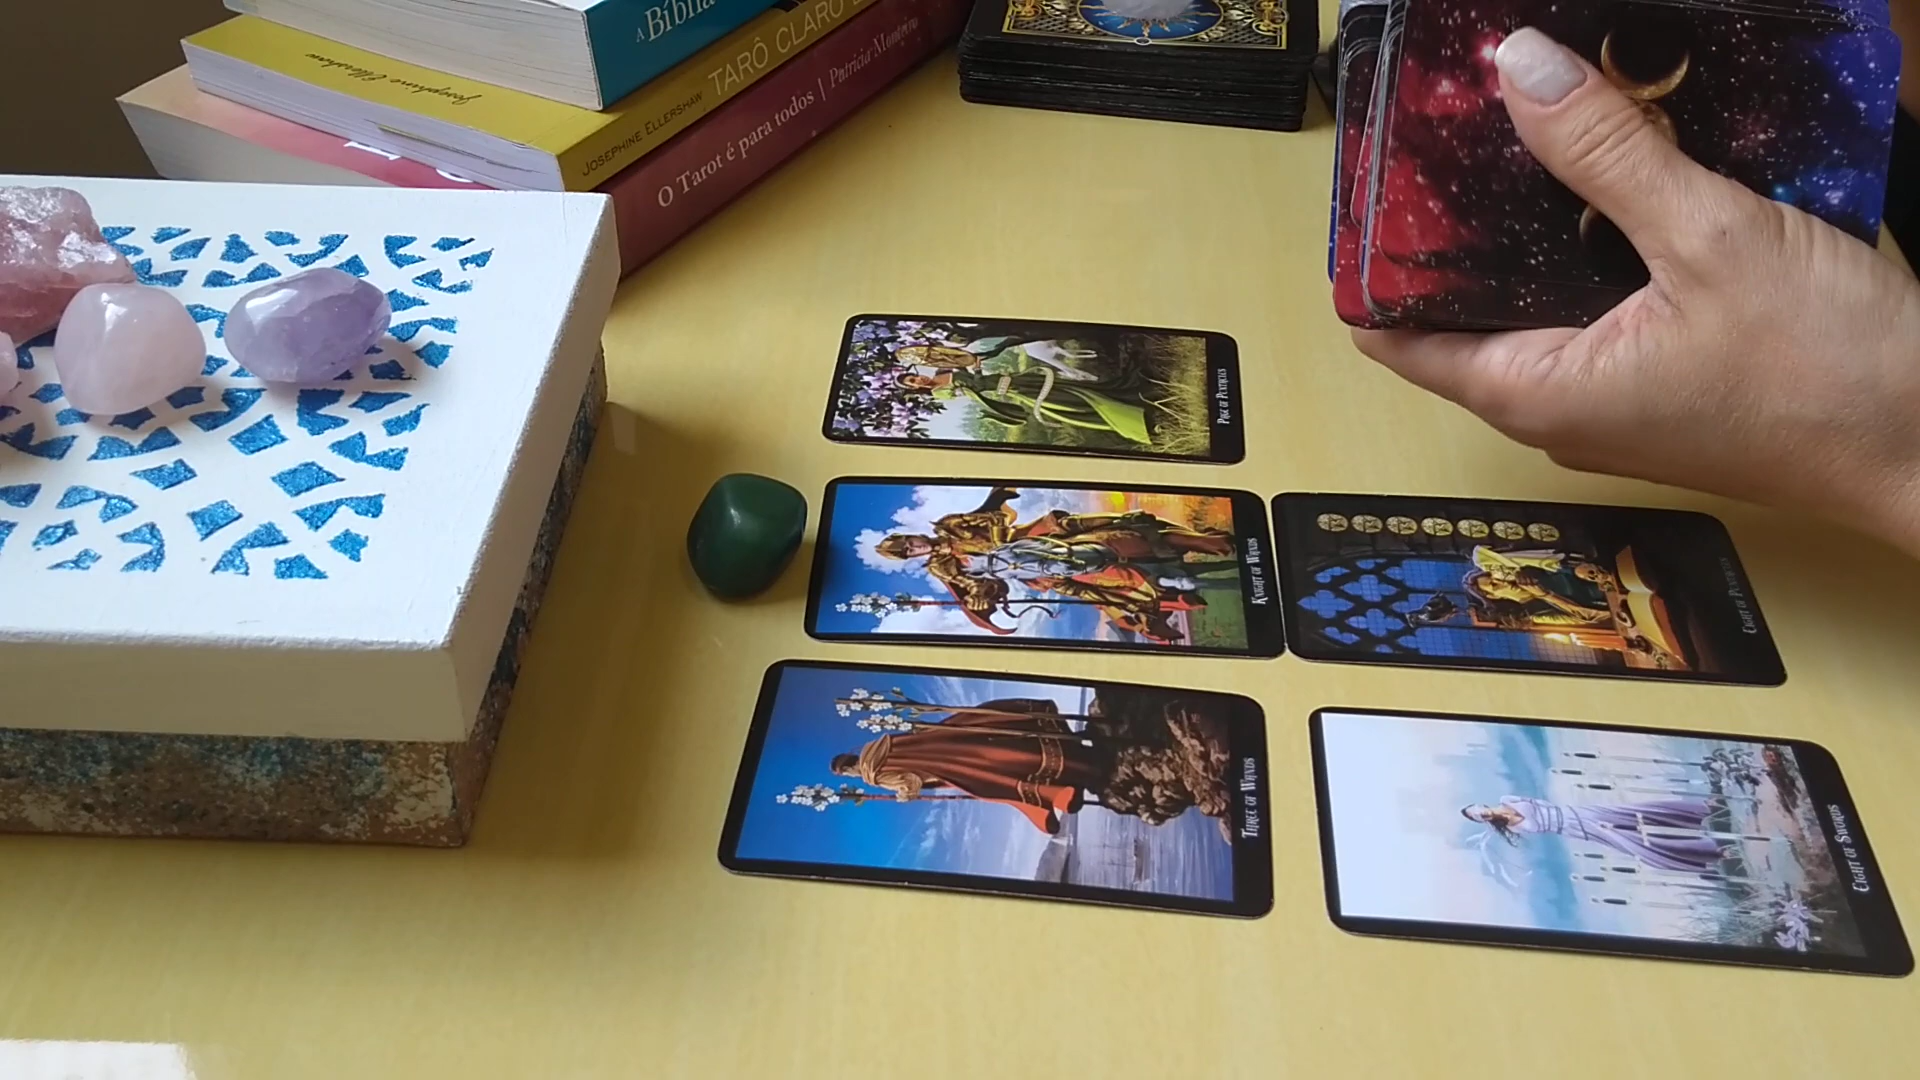 A Bíblia
Josephine Ellershaw
JOSEPHINE ELLERSHAW TARÔ CLARO
O Tarot é para todos | Patrícia Monteiro
PAGE OF PENTACLES
KNIGHT OF WANDS
EIGHT OF PENTACLES
THREE OF WANDS
EIGHT OF SWORDS